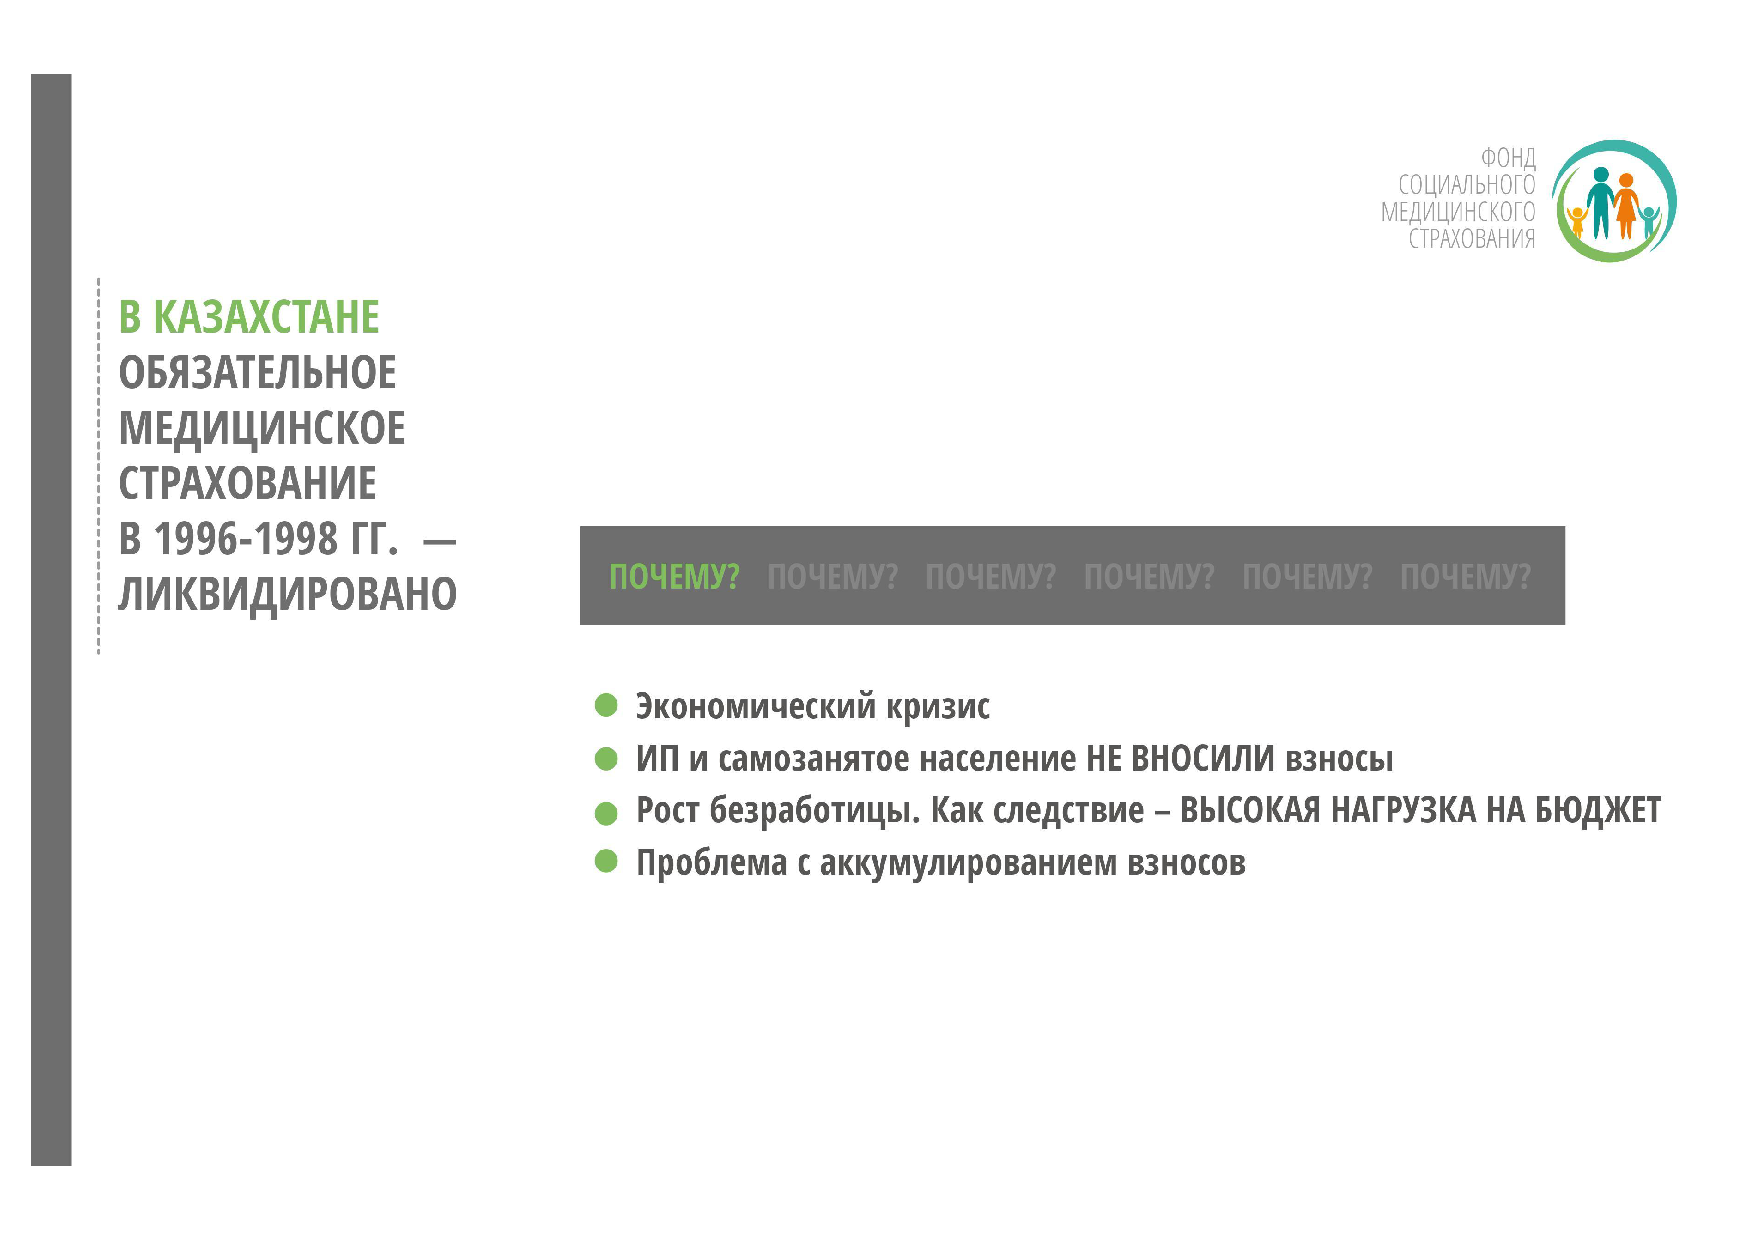 ФОНД
СОЦИАЛЬНОГО
МЕДИЦИНСКОГО
СТРАХОВАНИЯ
В КАЗАХСТАНЕ
ОБЯЗАТЕЛЬНОЕ
МЕДИЦИНСКОЕ
СТРАХОВАНИЕ
В 1996-1998 ГГ. —
ЛИКВИДИРОВАНО
ПОЧЕМУ? ПОЧЕМУ? ПОЧЕМУ? ПОЧЕМУ? ПОЧЕМУ? ПОЧЕМУ?
Экономический кризис
ИП и самозанятое население НЕ ВНОСИЛИ взносы
Рост безработицы. Как следствие – ВЫСОКАЯ НАГРУЗКА НА БЮДЖЕТ
Проблема с аккумулированием взносов